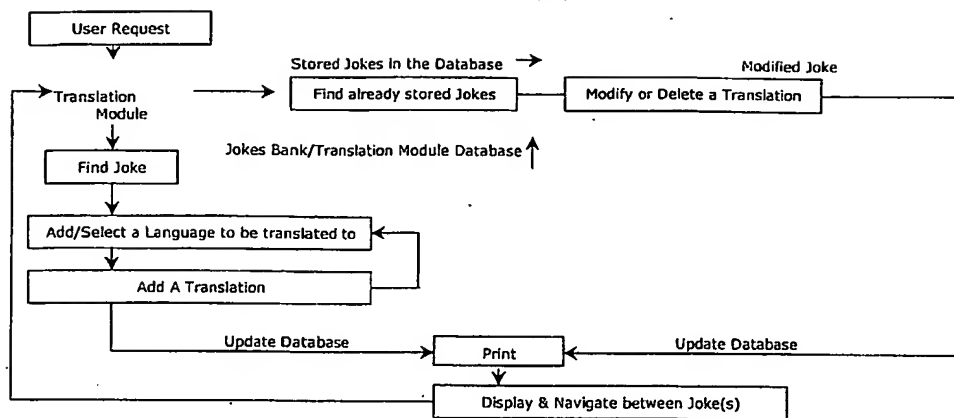 User Request
Stored Jokes in the Database
Modified Joke
Translation
Module
Find already stored Jokes
Modify or Delete a Translation
Jokes Bank/Translation Module Database
Find Joke
Add/Select a Language to be translated to
Add A Translation
Update Database
Print
Update Database
Display & Navigate between Joke(s)